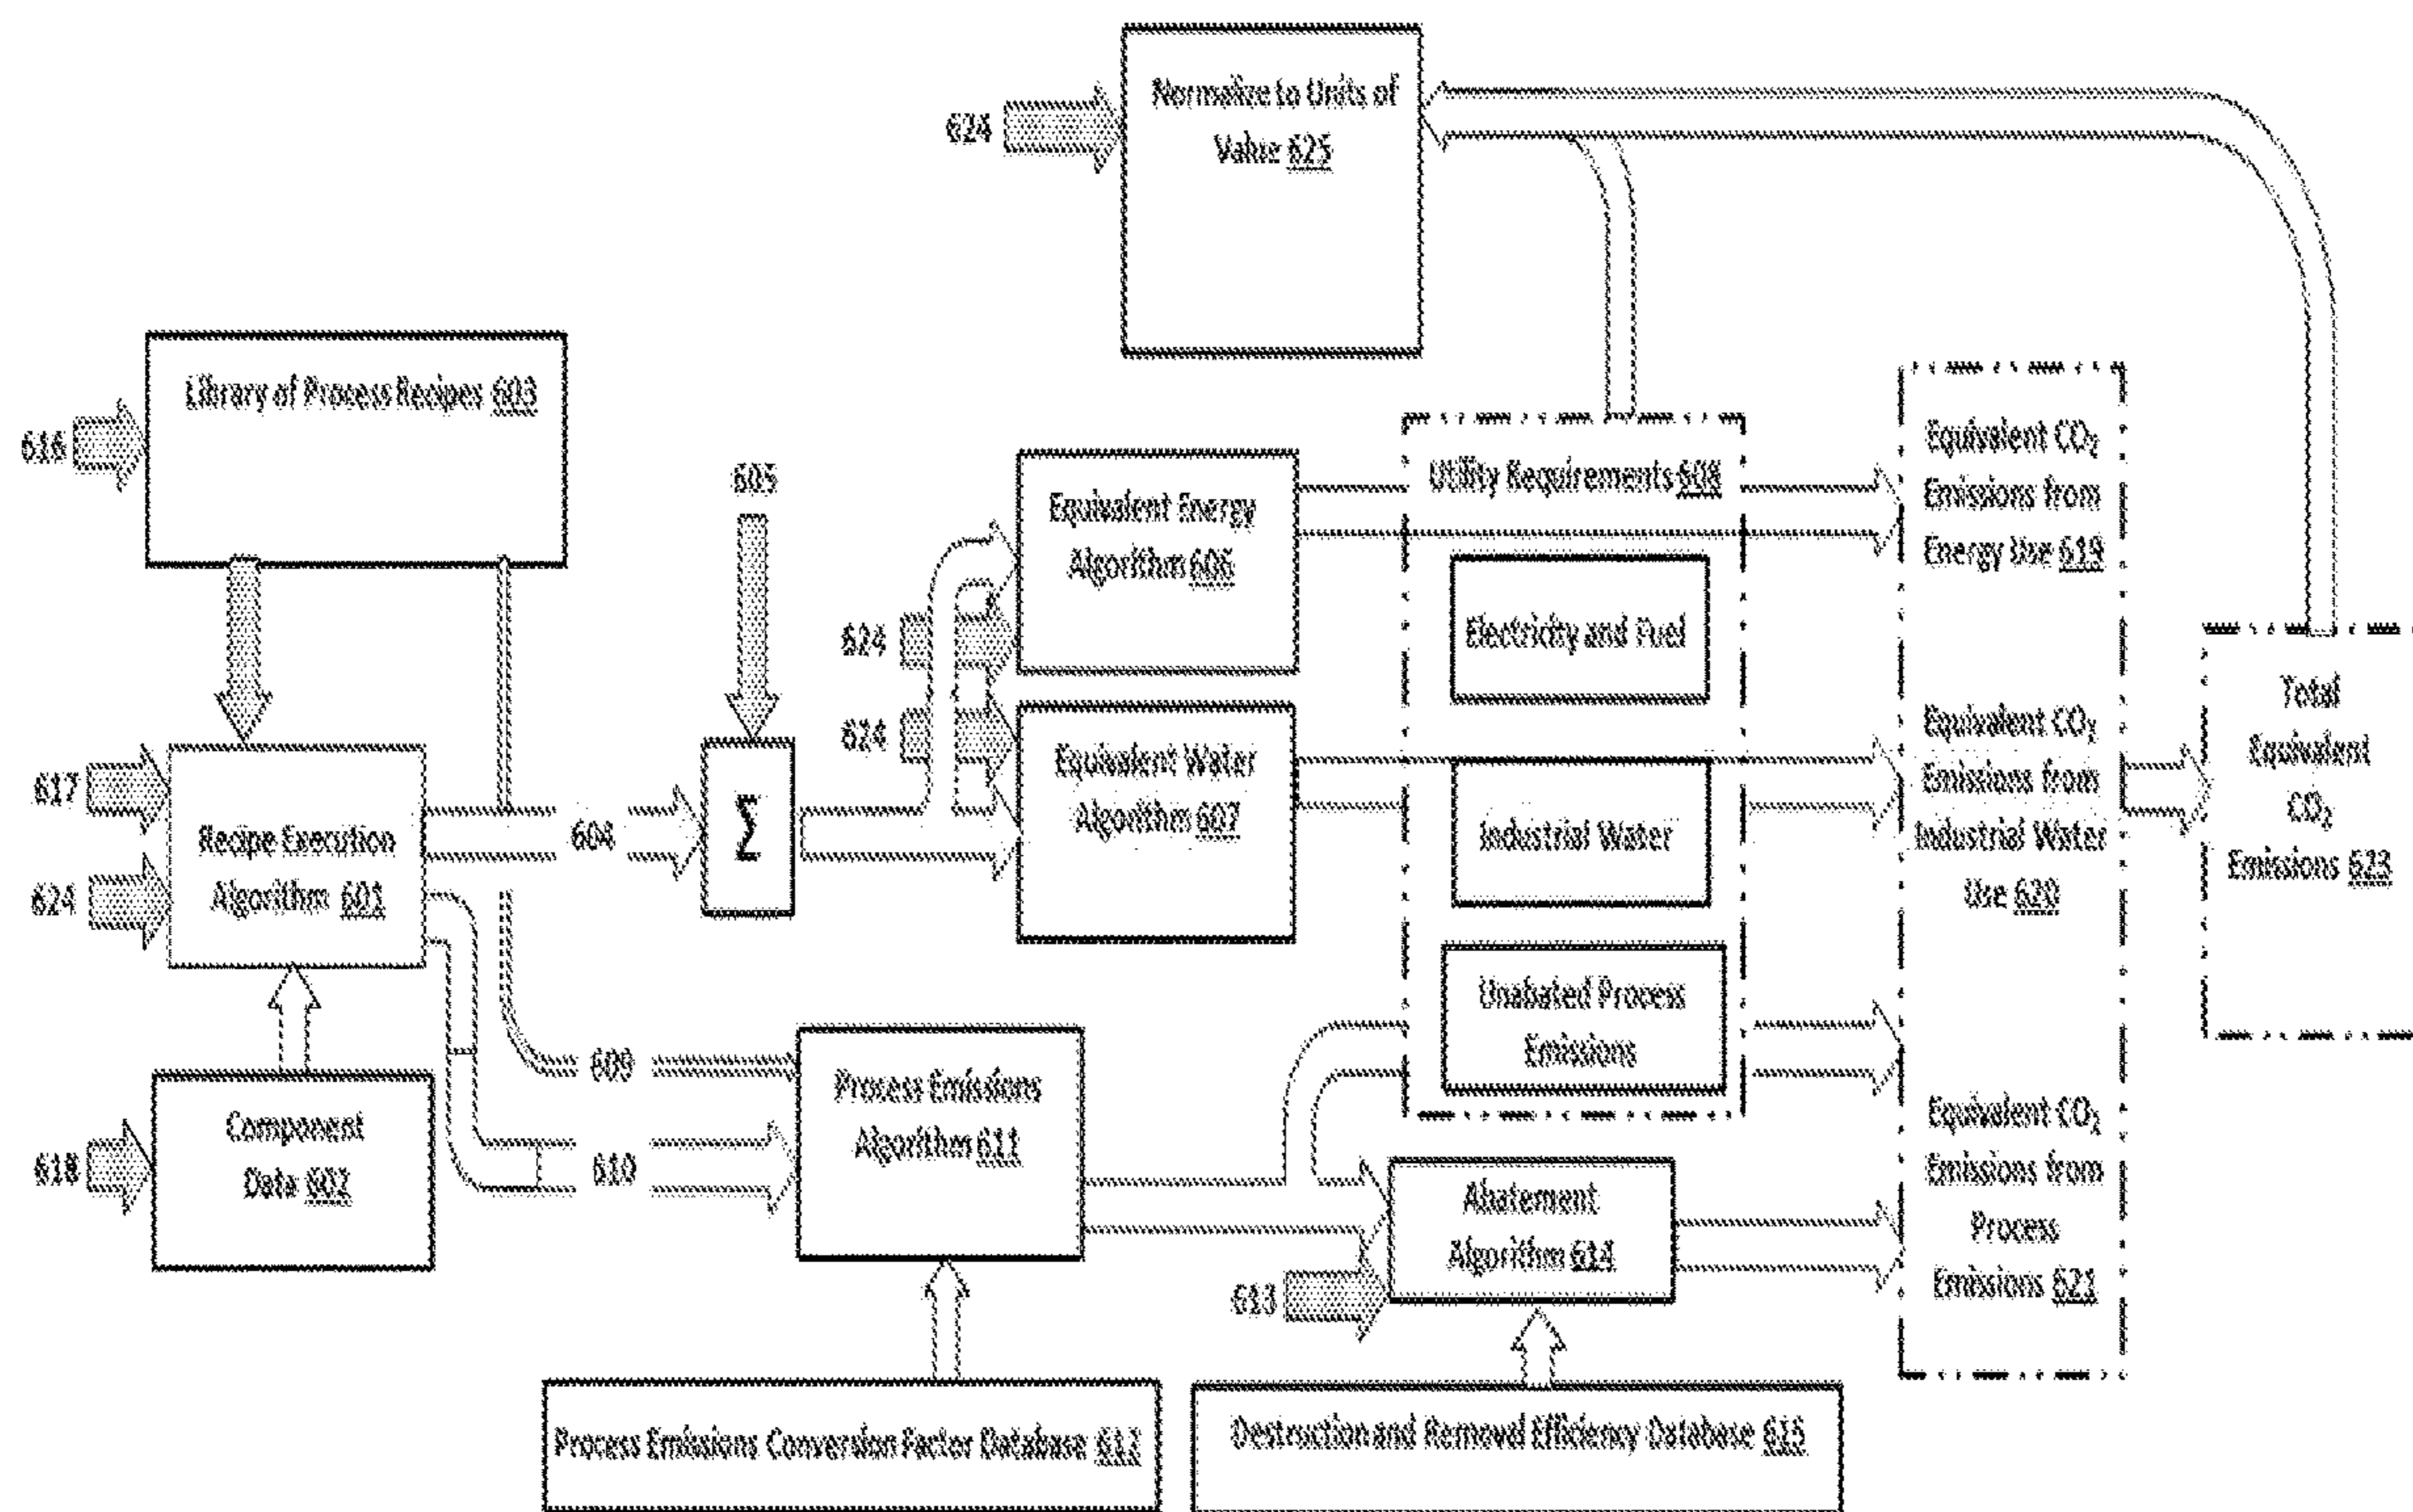 624
Normalize to Units of
Value 625
616
Library of Process Recipes 603
605
Equivalent Energy
Algorithm 606
624
624
Equivalent Water
Algorithm 607
Utility Requirements 608
Electricity and Fuel
Industrial Water
Unabated Process
Emissions
Equivalent CO₂
Emissions from
Energy Use 619
Equivalent CO₂
Emissions from
Industrial Water
Use 620
Equivalent CO₂
Emissions from
Process
Emissions 621
Total
Equivalent
CO₂
Emissions 623
617
624
Recipe Execution
Algorithm 601
604
Σ
618
Component
Data 602
609
610
Process Emissions
Algorithm 611
613
Abatement
Algorithm 614
Process Emissions Conversion Factor Database 612
Destruction and Removal Efficiency Database 615